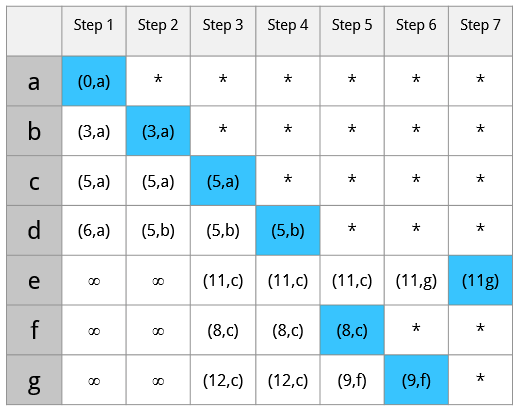 Step 1 Step 2 Step 3 Step 4 Step 5 Step 6 Step 7
a (0,a) * * * * * *
b (3,a) (3,a) * * * * *
c (5,a) (5,a) (5,a) * * * *
d (6,a) (5,b) (5,b) (5,b) * * *
e ∞ ∞ (11,c) (11,c) (11,c) (11,g) (11g)
f ∞ ∞ (8,c) (8,c) (8,c) * *
g ∞ ∞ (12,c) (12,c) (9,f) (9,f) *